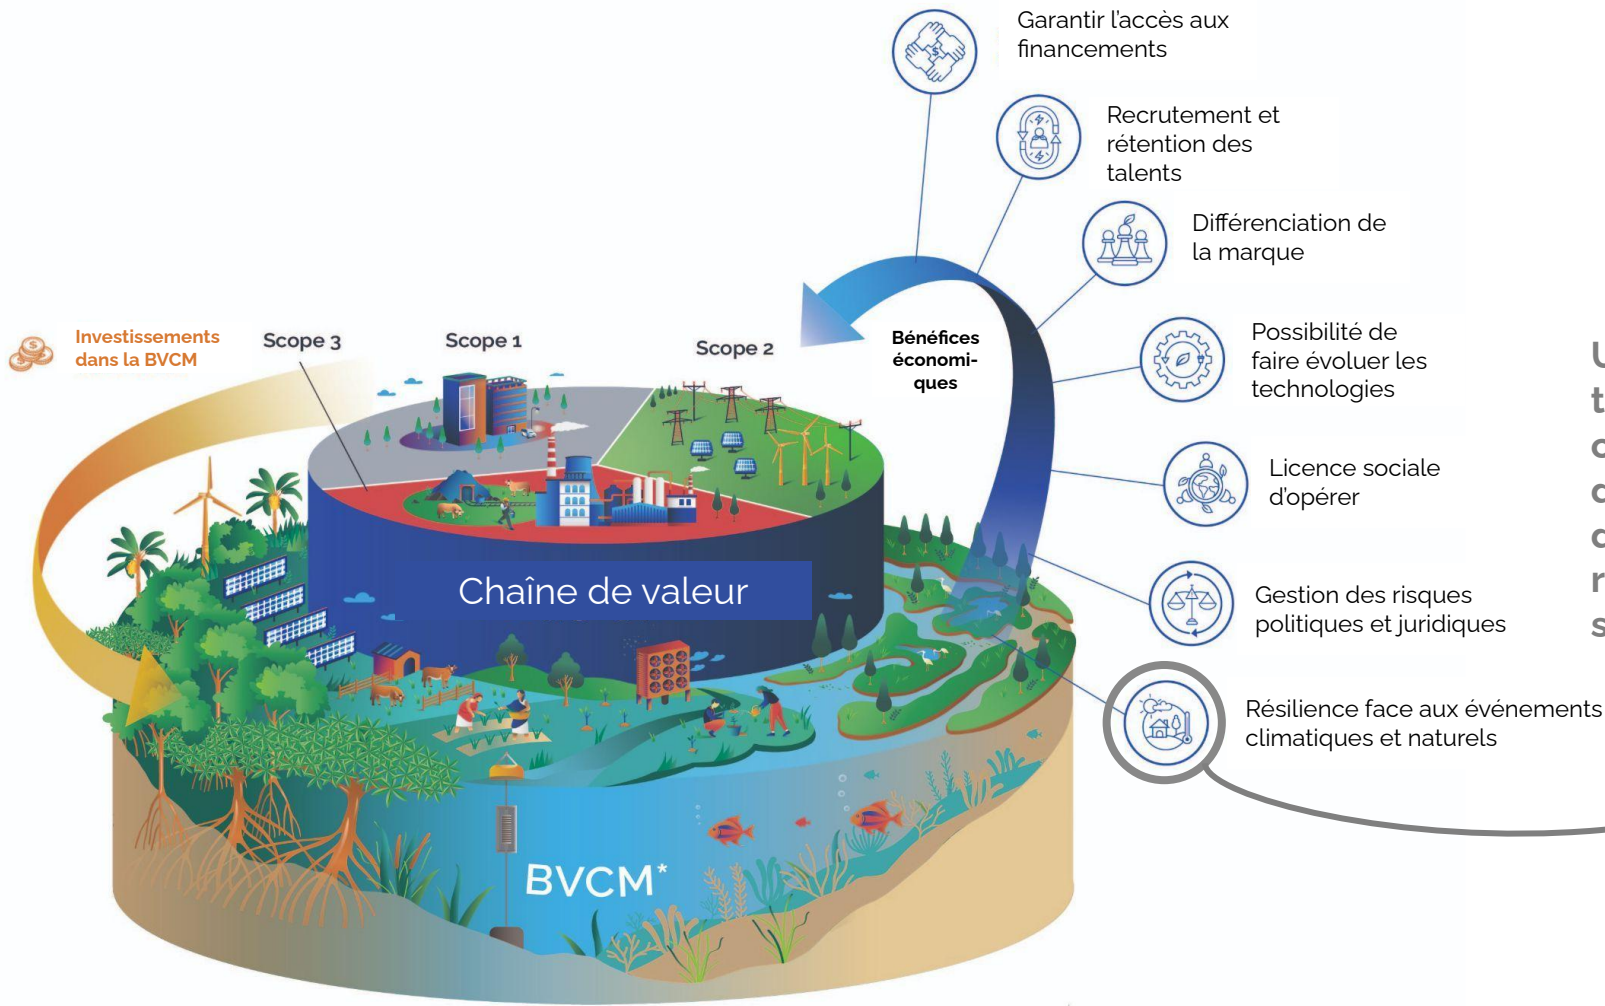 Garantir l’accès aux
financements
Recrutement et
rétention des
talents
Différenciation de
la marque
Investissements
dans la BVCM
Scope 3
Scope 1
Scope 2
Bénéfices
économi-
ques
Possibilité de
faire évoluer les
technologies
Licence sociale
d’opérer
Chaîne de valeur
Gestion des risques
politiques et juridiques
Résilience face aux événements
climatiques et naturels
BVCM*